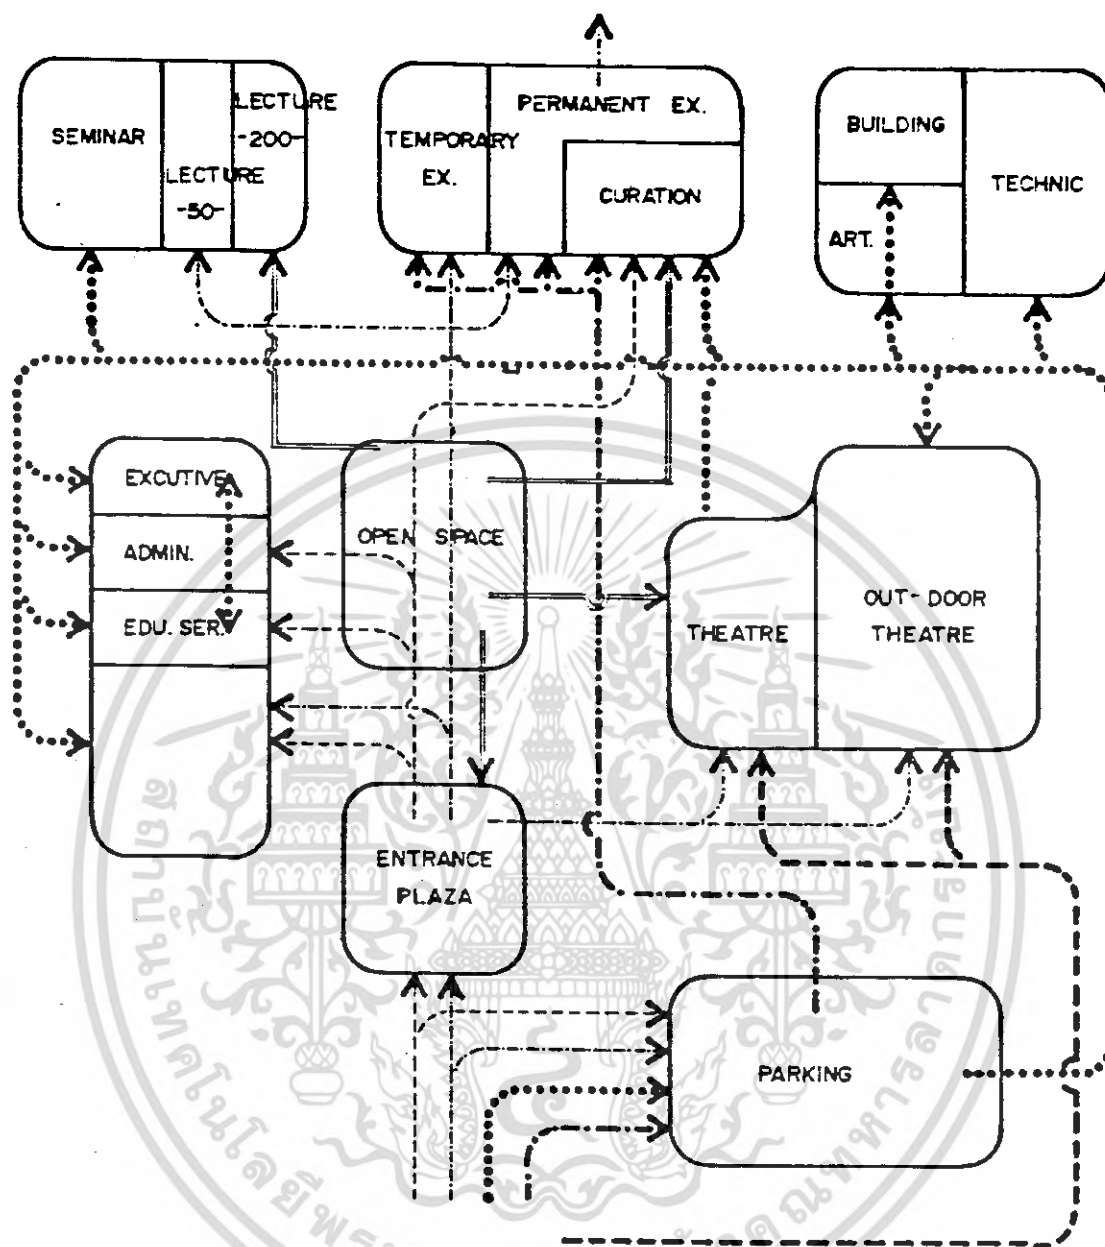 SEMINAR
LECTURE
-50-
LECTURE
-200-
TEMPORARY
EX.
PERMANENT EX.
CURATION
BUILDING
ART.
TECHNIC
EXCUTIVE
ADMIN.
EDU. SER.
OPEN SPACE
THEATRE
OUT-DOOR
THEATRE
ENTRANCE
PLAZA
PARKING